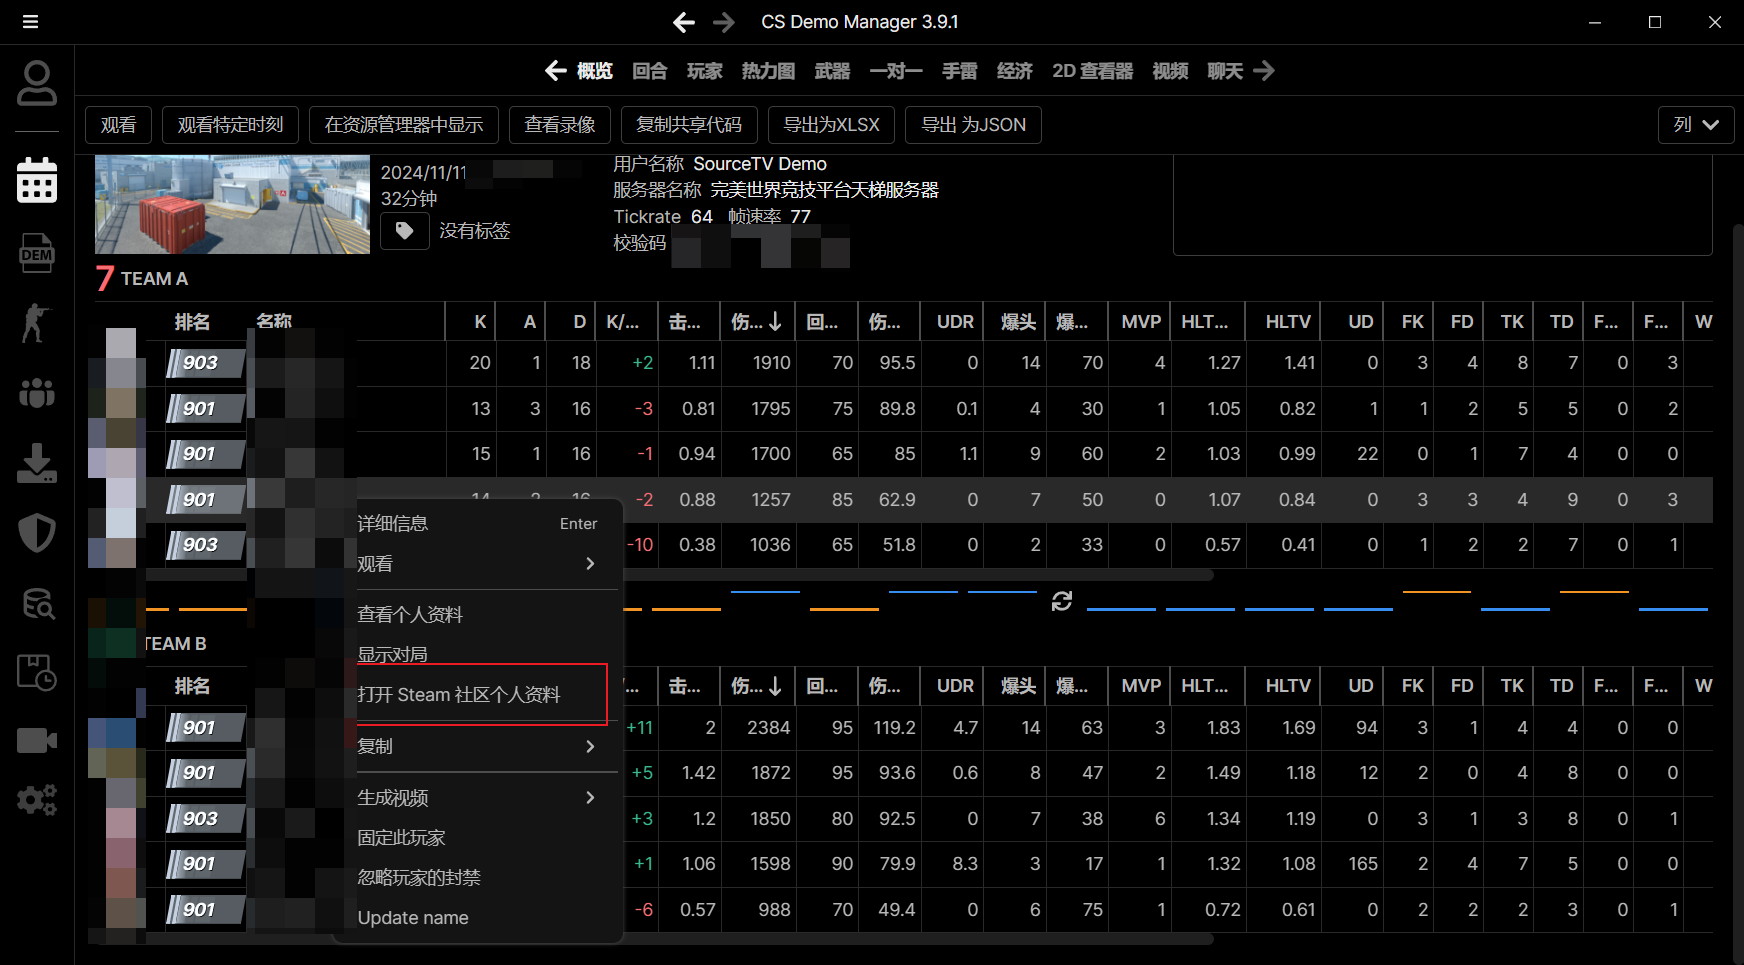 CS Demo Manager 3.9.1
概览 回合 玩家 热力图 武器 一对一 手雷 经济 2D 查看器 视频 聊天
观看 观看特定时刻 在资源管理器中显示 查看录像 复制共享代码 导出为XLSX 导出 为JSON 列
2024/11/11
32分钟
没有标签
用户名称 SourceTV Demo
服务器名称 完美世界竞技平台天梯服务器
Tickrate 64 帧速率 77
校验码
DEM
7 TEAM A
排名 名称 K A D K/... 击... 伤... 回... 伤... UDR 爆头 爆... MVP HLT... HLTV UD FK FD TK TD F... F... W
903 20 1 18 +2 1.11 1910 70 95.5 0 14 70 4 1.27 1.41 0 3 4 8 7 0 3
901 13 3 16 -3 0.81 1795 75 89.8 0.1 4 30 1 1.05 0.82 1 1 2 5 5 0 2
901 15 1 16 -1 0.94 1700 65 85 1.1 9 60 2 1.03 0.99 22 0 1 7 4 0 0
901 14 2 16 -2 0.88 1257 85 62.9 0 7 50 0 1.07 0.84 0 3 3 4 9 0 3
903 -10 0.38 1036 65 51.8 0 2 33 0 0.57 0.41 0 1 2 2 7 0 1
TEAM B
排名 /... 击... 伤... 回... 伤... UDR 爆头 爆... MVP HLT... HLTV UD FK FD TK TD F... F... W
901 +11 2 2384 95 119.2 4.7 14 63 3 1.83 1.69 94 3 1 4 4 0 0
901 +5 1.42 1872 95 93.6 0.6 8 47 2 1.49 1.18 12 2 0 4 8 0 0
903 +3 1.2 1850 80 92.5 0 7 38 6 1.34 1.19 0 3 1 3 8 0 1
901 +1 1.06 1598 90 79.9 8.3 3 17 1 1.32 1.08 165 2 4 7 5 0 0
901 -6 0.57 988 70 49.4 0 6 75 1 0.72 0.61 0 2 2 2 3 0 1
详细信息 Enter
观看
查看个人资料
显示对局
打开 Steam 社区个人资料
复制
生成视频
固定此玩家
忽略玩家的封禁
Update name